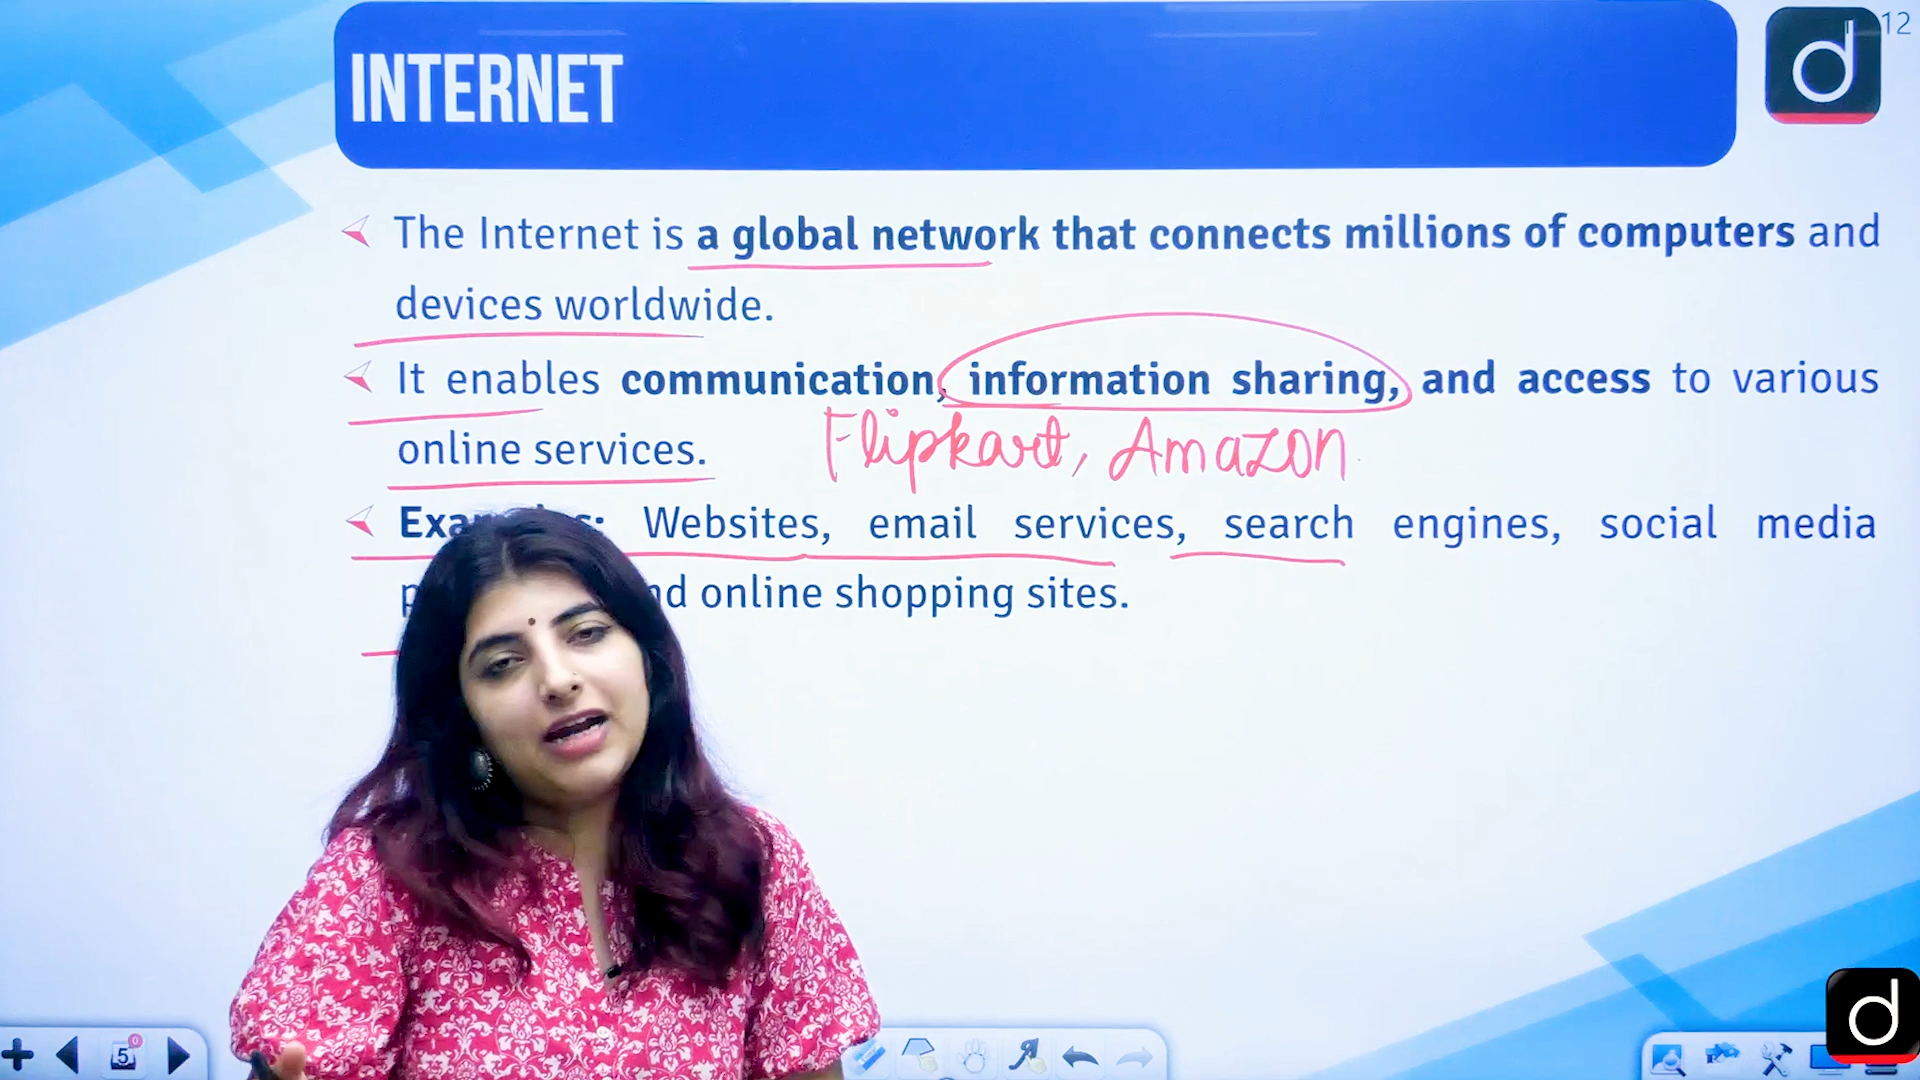 12
INTERNET
d
The Internet is a global network that connects millions of computers and
devices worldwide.
It enables communication, information sharing, and access to various
online services.
Flipkart, Amazon
Websites, email services, search engines, social media
online shopping sites.
5
0
d